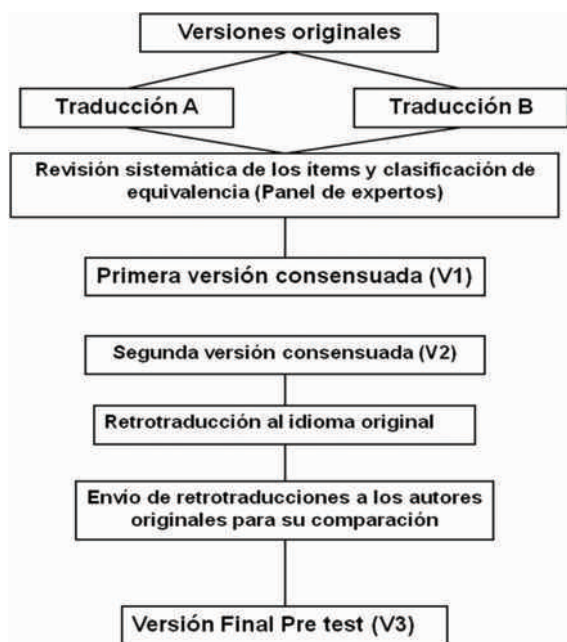 Versiones originales
Traducción A
Traducción B
Revisión sistemática de los ítems y clasificación de
equivalencia (Panel de expertos)
Primera versión consensuada (V1)
Segunda versión consensuada (V2)
Retrotraducción al idioma original
Envío de retrotraducciones a los autores
originales para su comparación
Versión Final Pre test (V3)